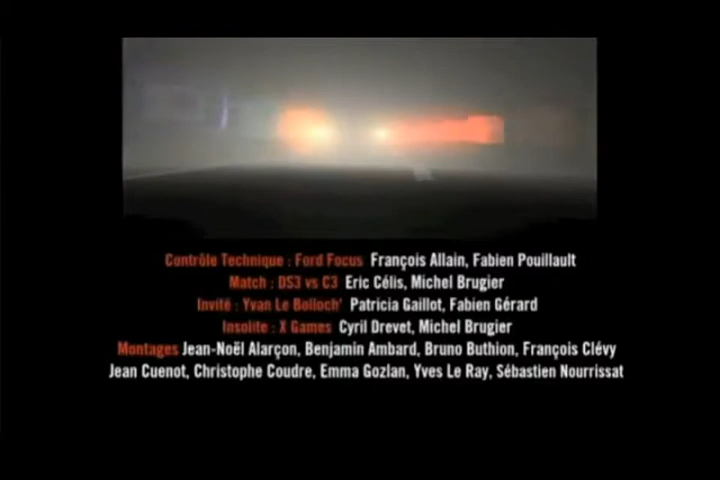 Contrôle Technique : Ford Focus François Allain, Fabien Pouillault
Match : DS3 vs C3 Eric Célis, Michel Brugier
Invité : Yvan Le Bolloch' Patricia Gaillot, Fabien Gérard
Insolite : X Games Cyril Drevet, Michel Brugier
Montages Jean-Noël Alarçon, Benjamin Ambard, Bruno Buthion, François Clévy
Jean Cuenot, Christophe Coudre, Emma Gozlan, Yves Le Ray, Sébastien Nourrissat